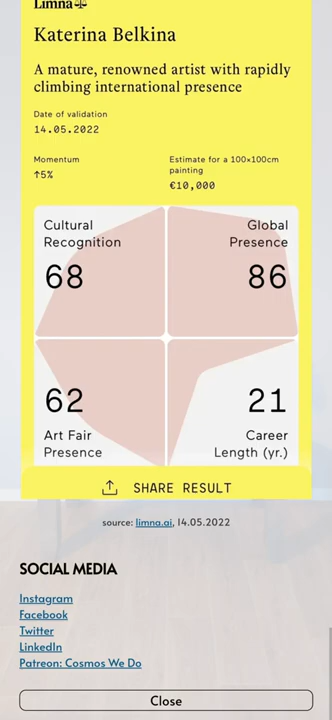 Limna
Katerina Belkina
A mature, renowned artist with rapidly
climbing international presence
Date of validation
14.05.2022
Momentum
↑5%
Estimate for a 100×100cm
painting
€10,000
Cultural
Recognition
68
Global
Presence
86
62
Art Fair
Presence
21
Career
Length (yr.)
SHARE RESULT
source: limna.ai, 14.05.2022
SOCIAL MEDIA
Instagram
Facebook
Twitter
LinkedIn
Patreon: Cosmos We Do
Close